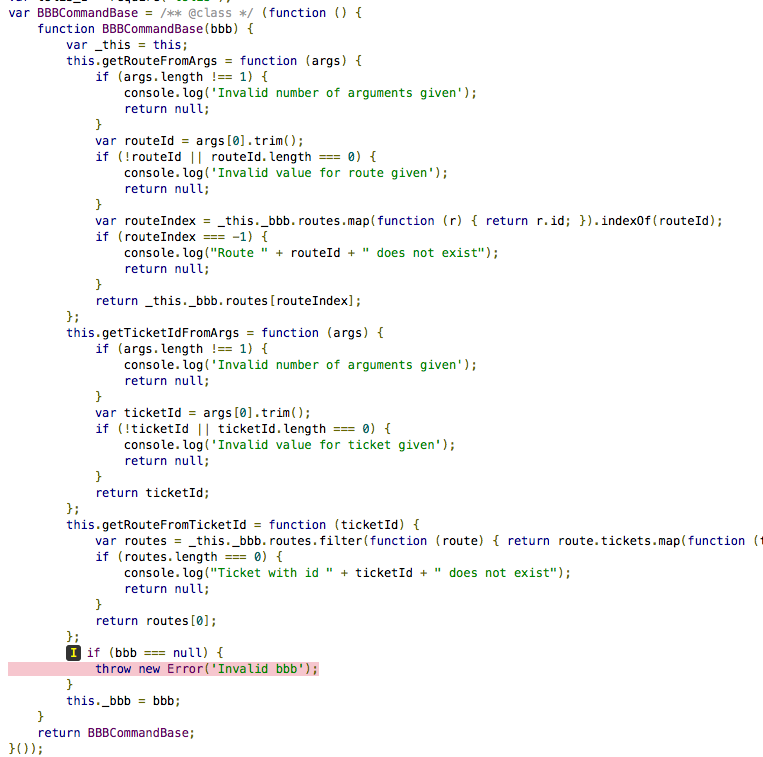 var BBBCommandBase = /** @class */ (function () {
    function BBBCommandBase(bbb) {
        var _this = this;
        this.getRouteFromArgs = function (args) {
            if (args.length !== 1) {
                console.log('Invalid number of arguments given');
                return null;
            }
            var routeId = args[0].trim();
            if (!routeId || routeId.length === 0) {
                console.log('Invalid value for route given');
                return null;
            }
            var routeIndex = _this._bbb.routes.map(function (r) { return r.id; }).indexOf(routeId);
            if (routeIndex === -1) {
                console.log("Route " + routeId + " does not exist");
                return null;
            }
            return _this._bbb.routes[routeIndex];
        };
        this.getTicketIdFromArgs = function (args) {
            if (args.length !== 1) {
                console.log('Invalid number of arguments given');
                return null;
            }
            var ticketId = args[0].trim();
            if (!ticketId || ticketId.length === 0) {
                console.log('Invalid value for ticket given');
                return null;
            }
            return ticketId;
        };
        this.getRouteFromTicketId = function (ticketId) {
            var routes = _this._bbb.routes.filter(function (route) { return route.tickets.map(function (t
            if (routes.length === 0) {
                console.log("Ticket with id " + ticketId + " does not exist");
                return null;
            }
            return routes[0];
        };
        I if (bbb === null) {
            throw new Error('Invalid bbb');
        }
        this._bbb = bbb;
    }
    return BBBCommandBase;
}());